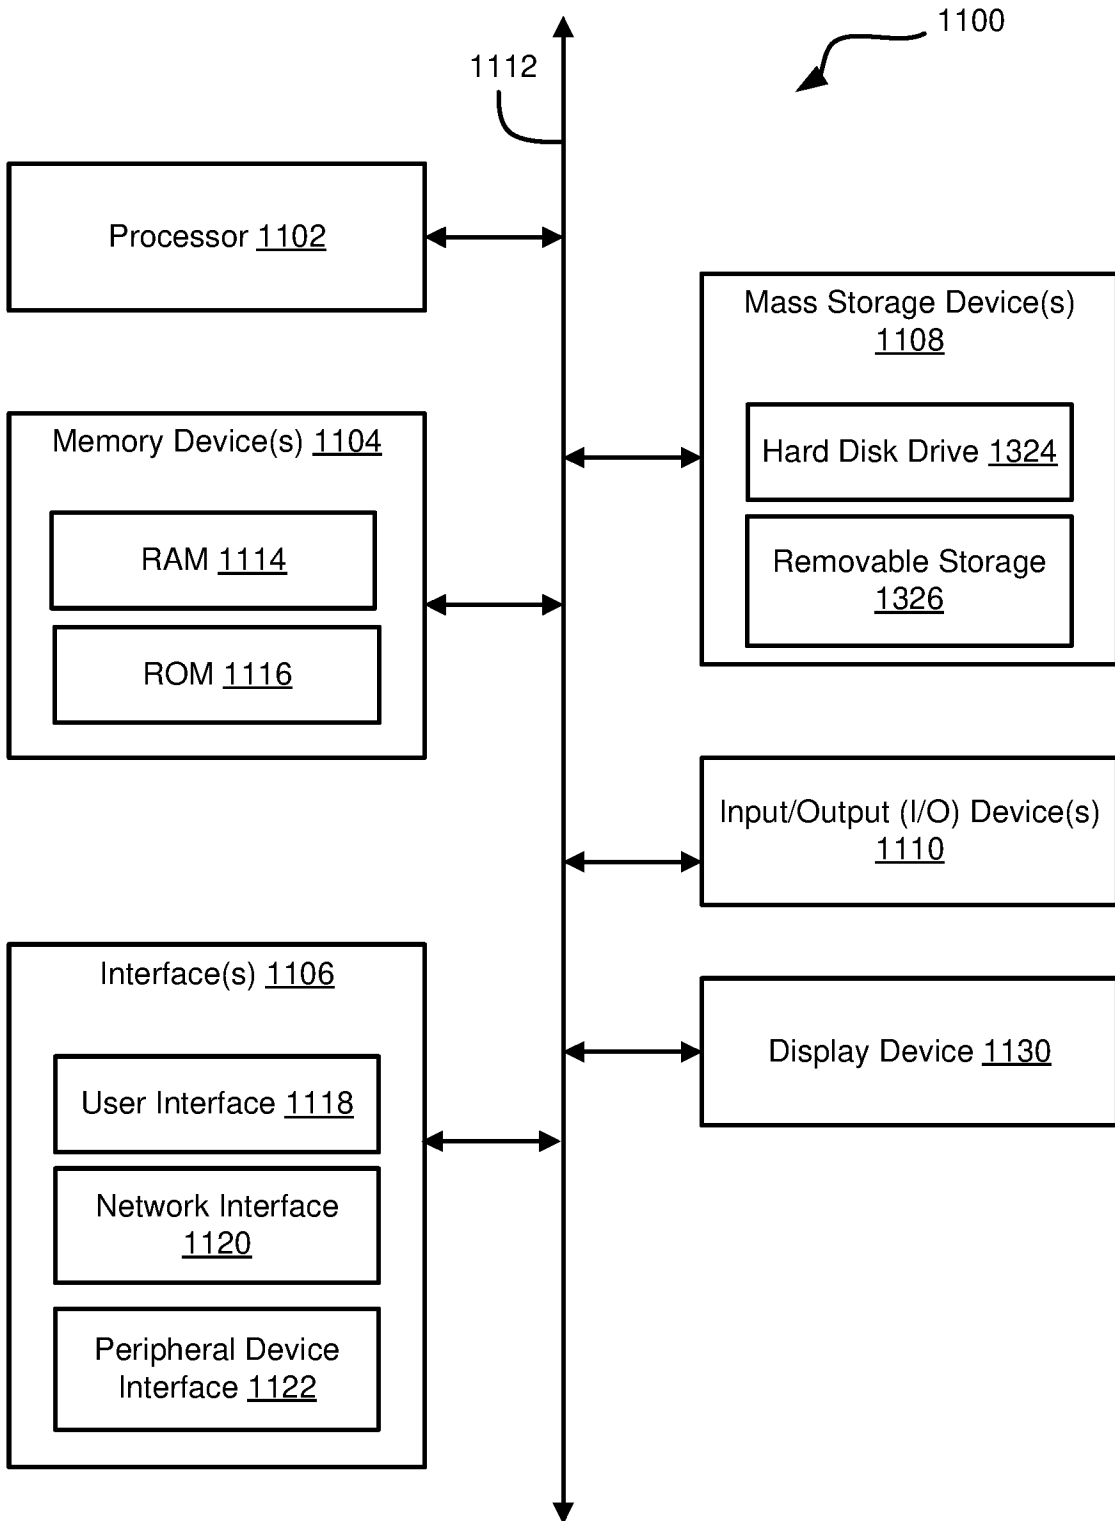 1100
1112
Processor 1102
Mass Storage Device(s)
1108
Hard Disk Drive 1324
Removable Storage
1326
Memory Device(s) 1104
RAM 1114
ROM 1116
Input/Output (I/O) Device(s)
1110
Display Device 1130
Interface(s) 1106
User Interface 1118
Network Interface
1120
Peripheral Device
Interface 1122